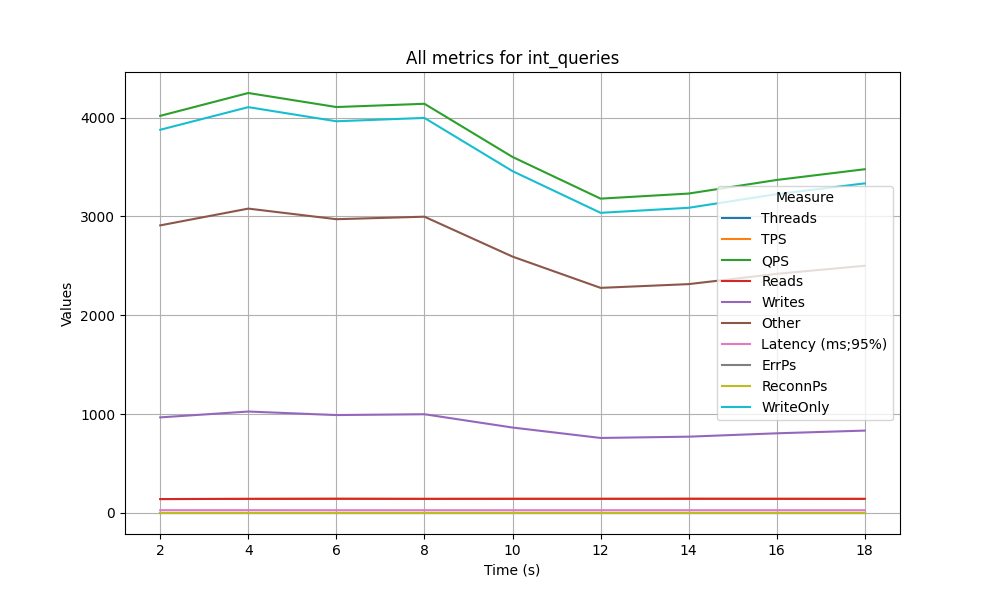 All metrics for int_queries
Values
4000
3000
2000
1000
0
Measure
Threads
TPS
QPS
Reads
Writes
Other
Latency (ms;95%)
ErrPs
ReconnPs
WriteOnly
2 4 6 8 10 12 14 16 18
Time (s)